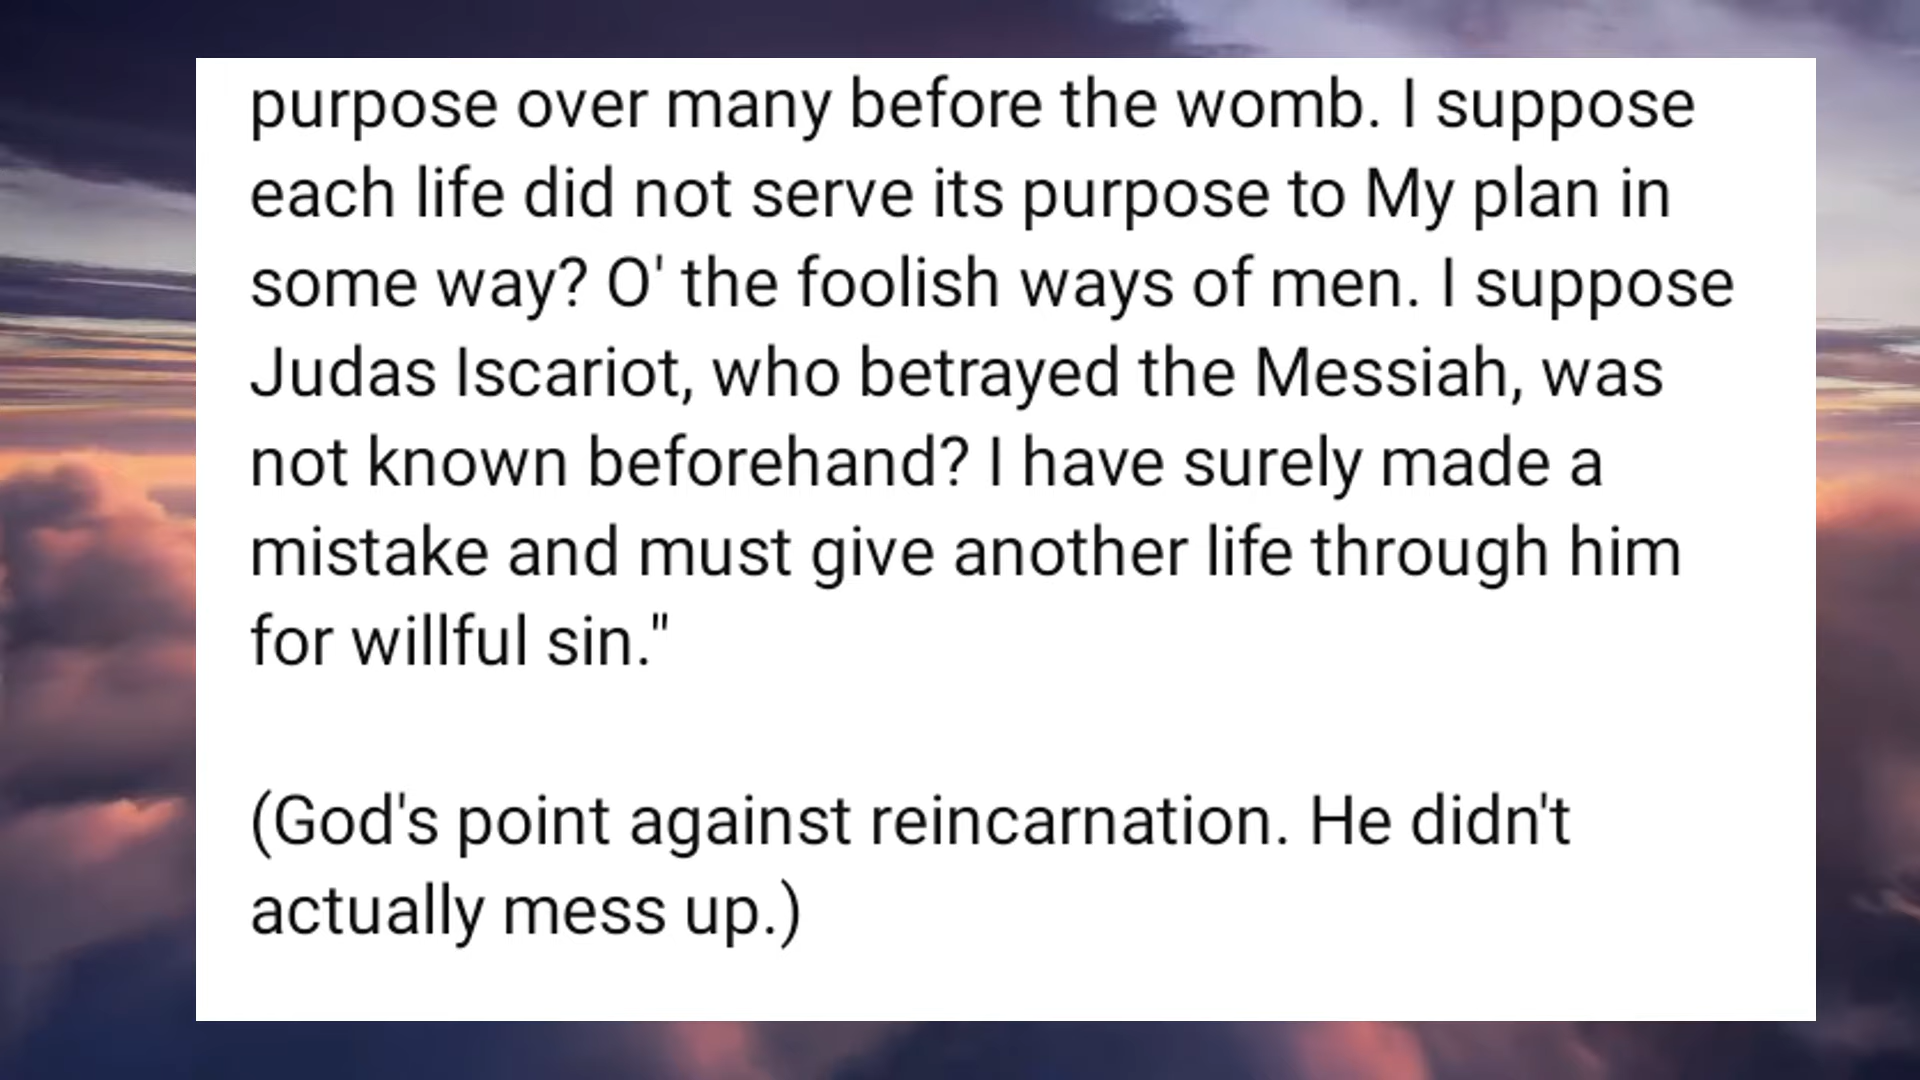 purpose over many before the womb. I suppose
each life did not serve its purpose to My plan in
some way? O' the foolish ways of men. I suppose
Judas Iscariot, who betrayed the Messiah, was
not known beforehand? I have surely made a
mistake and must give another life through him
for willful sin."
(God's point against reincarnation. He didn't
actually mess up.)